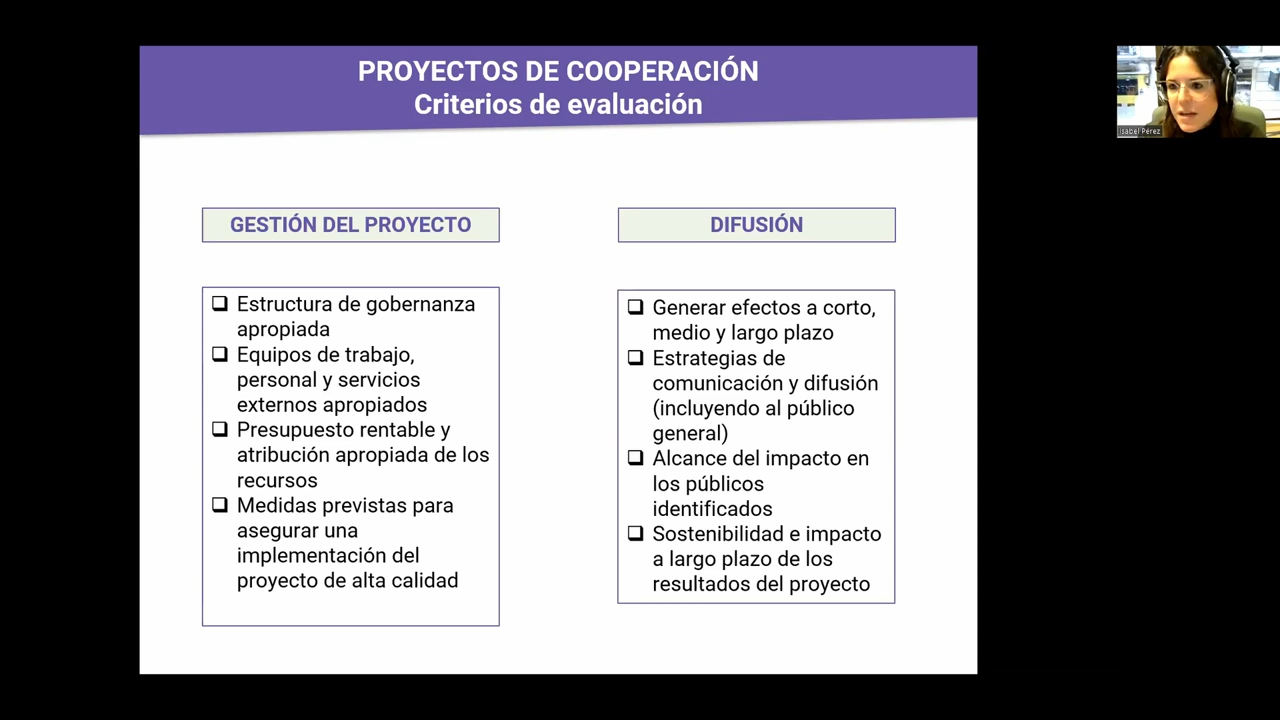 PROYECTOS DE COOPERACIÓN
Criterios de evaluación
GESTIÓN DEL PROYECTO
❑ Estructura de gobernanza
apropiada
❑ Equipos de trabajo,
personal y servicios
externos apropiados
❑ Presupuesto rentable y
atribución apropiada de los
recursos
❑ Medidas previstas para
asegurar una
implementación del
proyecto de alta calidad
DIFUSIÓN
❑ Generar efectos a corto,
medio y largo plazo
❑ Estrategias de
comunicación y difusión
(incluyendo al público
general)
❑ Alcance del impacto en
los públicos
identificados
❑ Sostenibilidad e impacto
a largo plazo de los
resultados del proyecto
Isabel Pérez